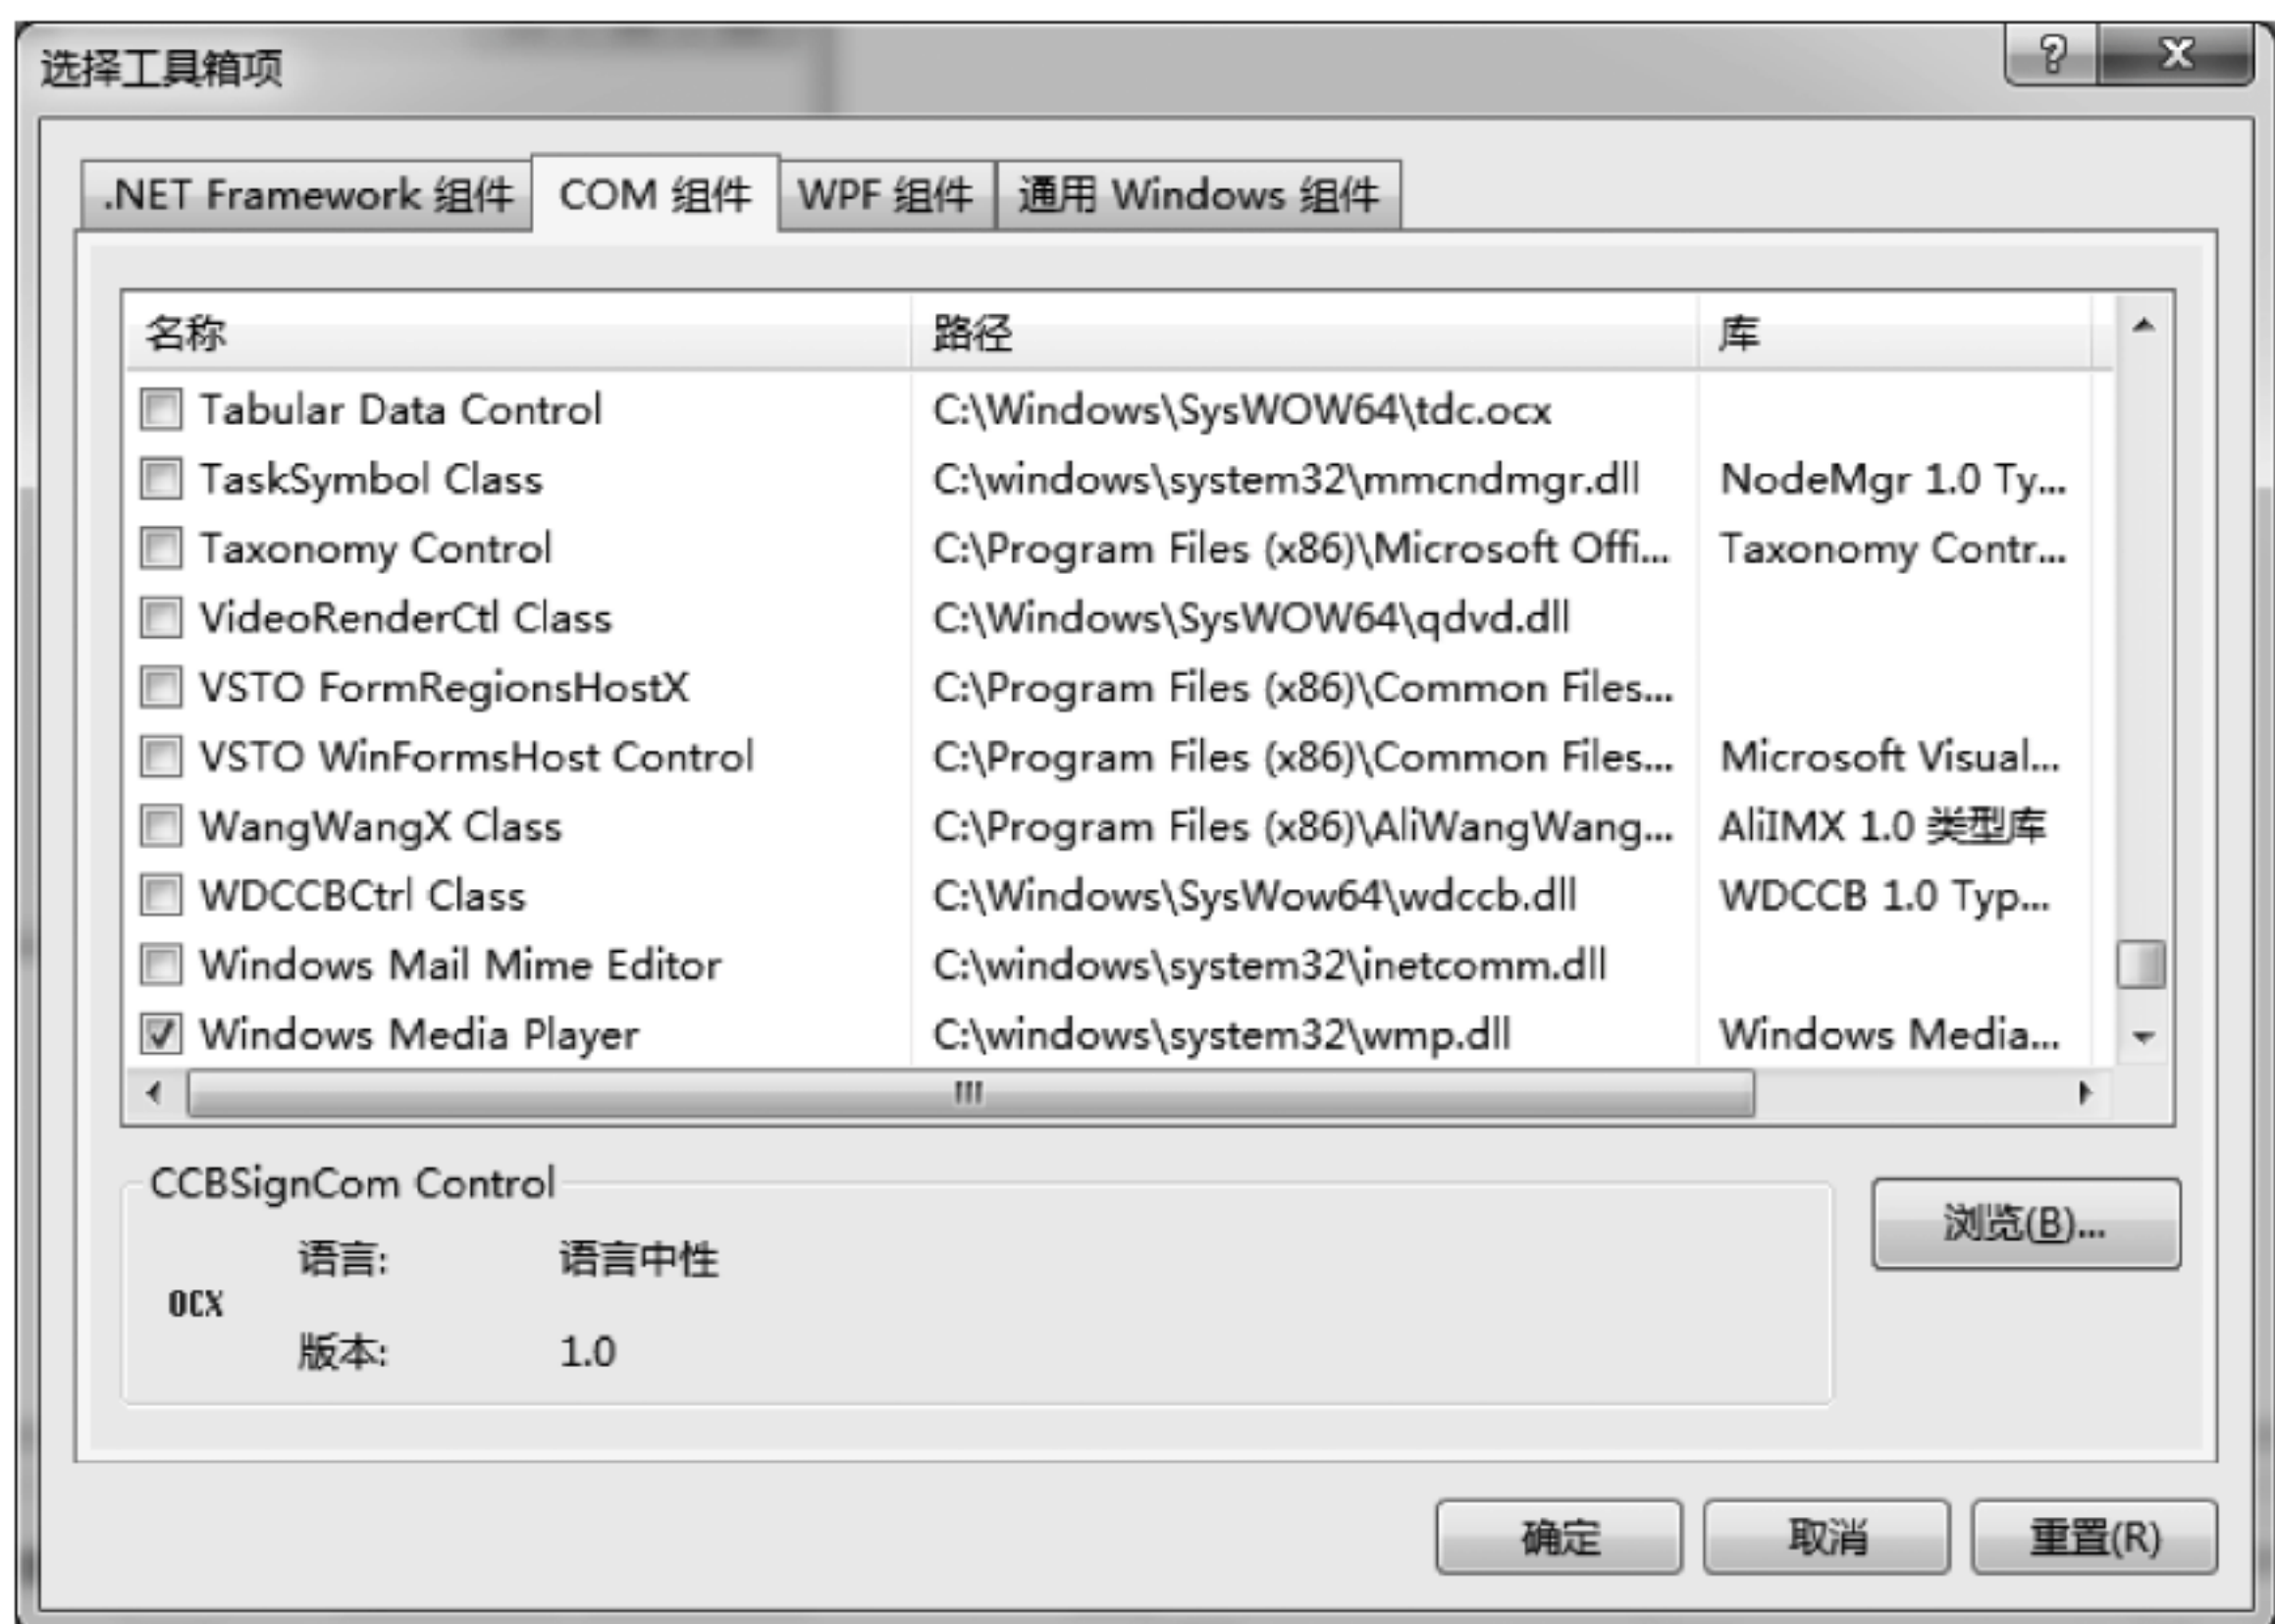 选择工具箱项
.NET Framework 组件 COM 组件 WPF 组件 通用 Windows 组件
名称 路径 库
Tabular Data Control C:\Windows\SysWOW64\tdc.ocx
TaskSymbol Class C:\windows\system32\mmcndmgr.dll NodeMgr 1.0 Ty...
Taxonomy Control C:\Program Files (x86)\Microsoft Offi... Taxonomy Contr...
VideoRenderCtl Class C:\Windows\SysWOW64\qdvd.dll
VSTO FormRegionsHostX C:\Program Files (x86)\Common Files...
VSTO WinFormsHost Control C:\Program Files (x86)\Common Files... Microsoft Visual...
WangWangX Class C:\Program Files (x86)\AliWangWang... AliIMX 1.0 类型库
WDCCBCtrl Class C:\Windows\SysWow64\wdccb.dll WDCCB 1.0 Typ...
Windows Mail Mime Editor C:\windows\system32\inetcomm.dll
Windows Media Player C:\windows\system32\wmp.dll Windows Media...
CCBSignCom Control
浏览(B)...
语言: 语言中性
OCX
版本: 1.0
确定 取消 重置(R)